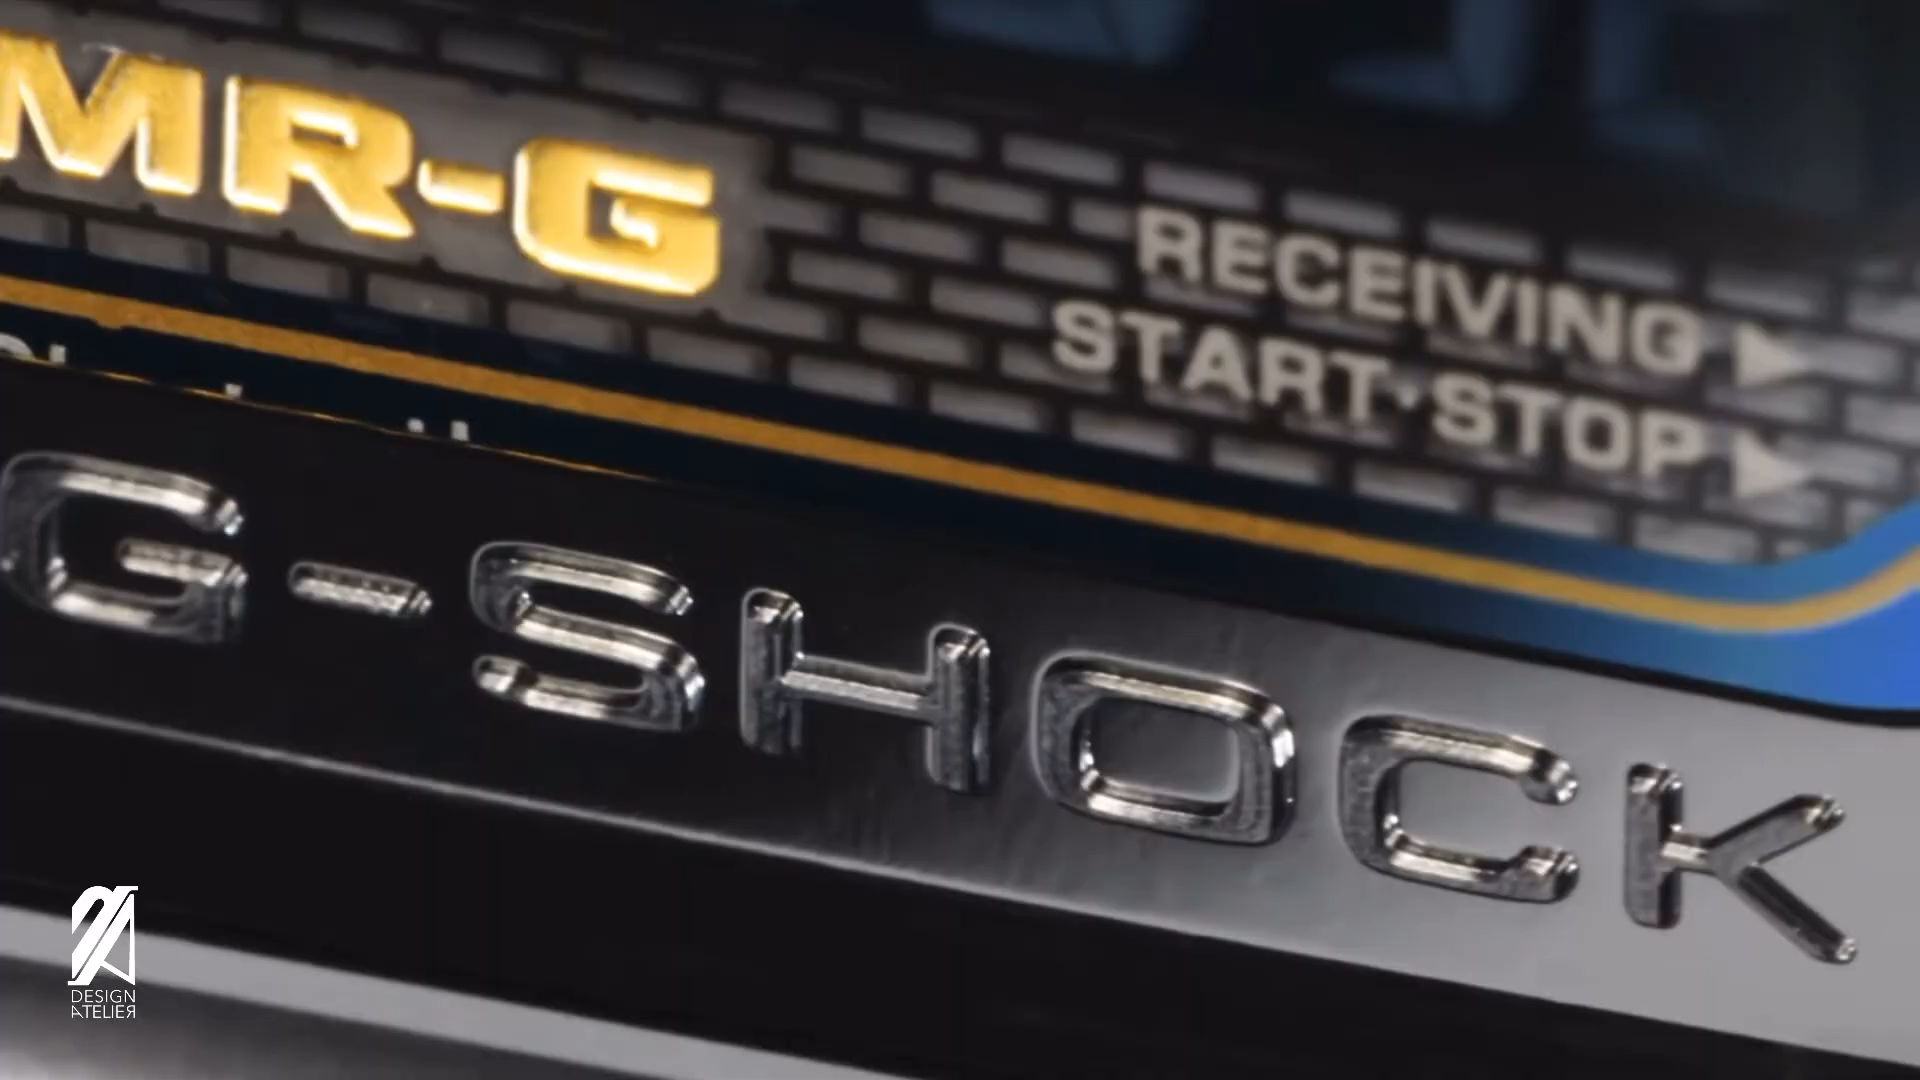 MR-G
RECEIVING ▶
START·STOP ▶
G-SHOCK
DESIGN
ATELIER